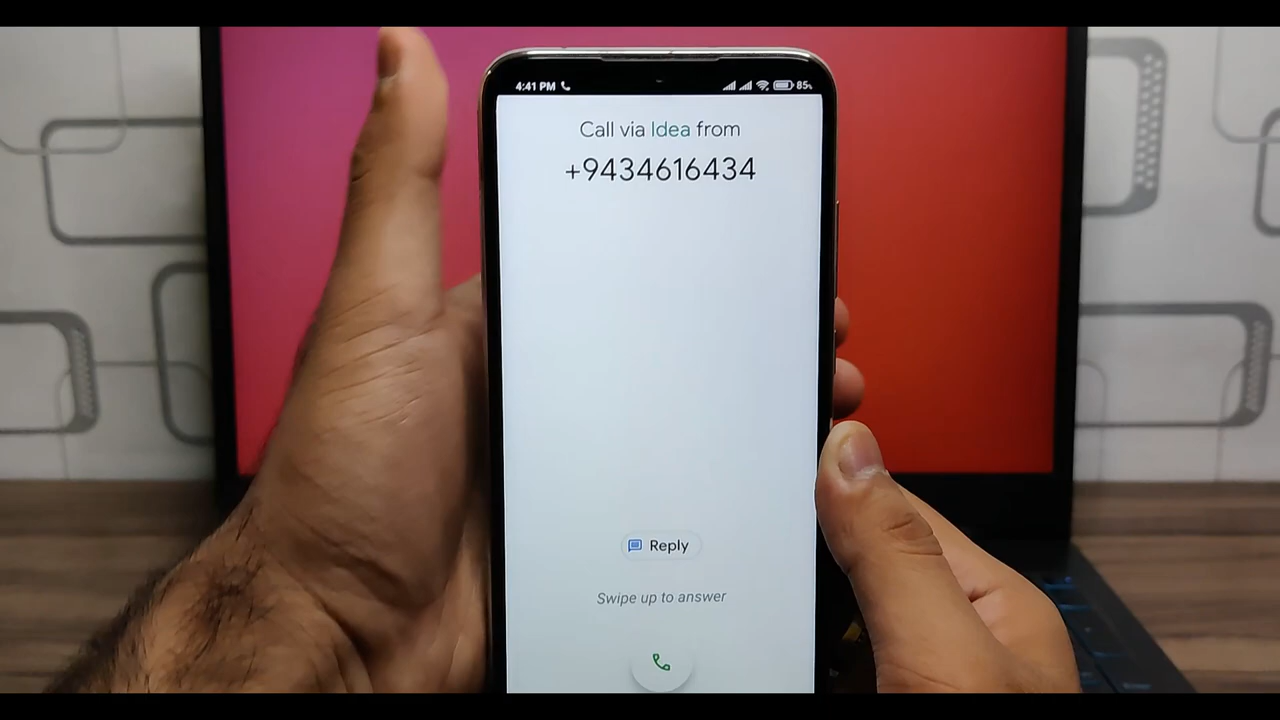 4:41 PM 85%
Call via Idea from
+9434616434
Reply
Swipe up to answer